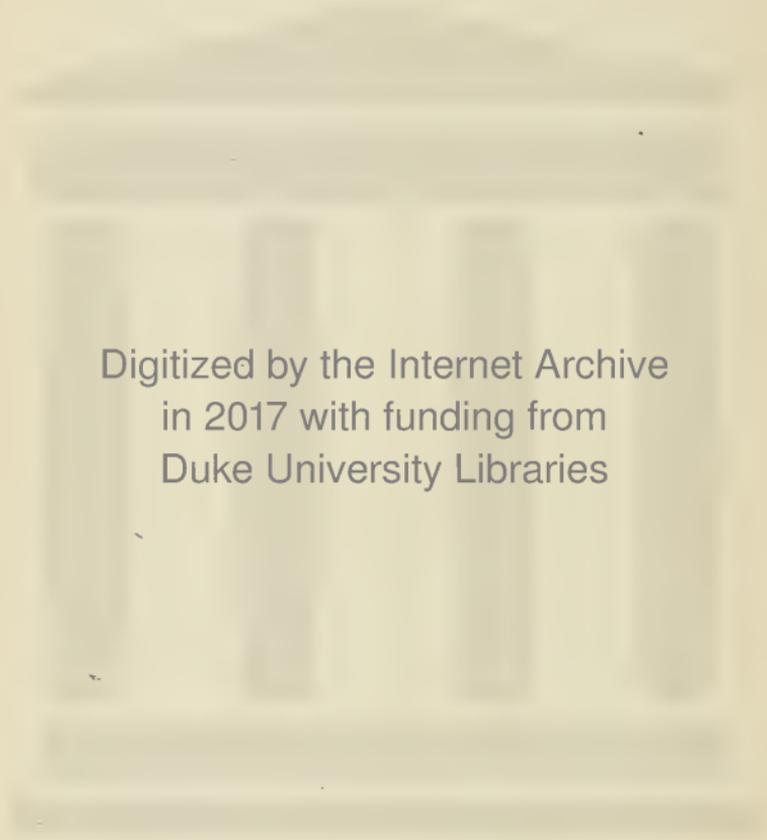 Digitized by the Internet Archive
in 2017 with funding from
Duke University Libraries